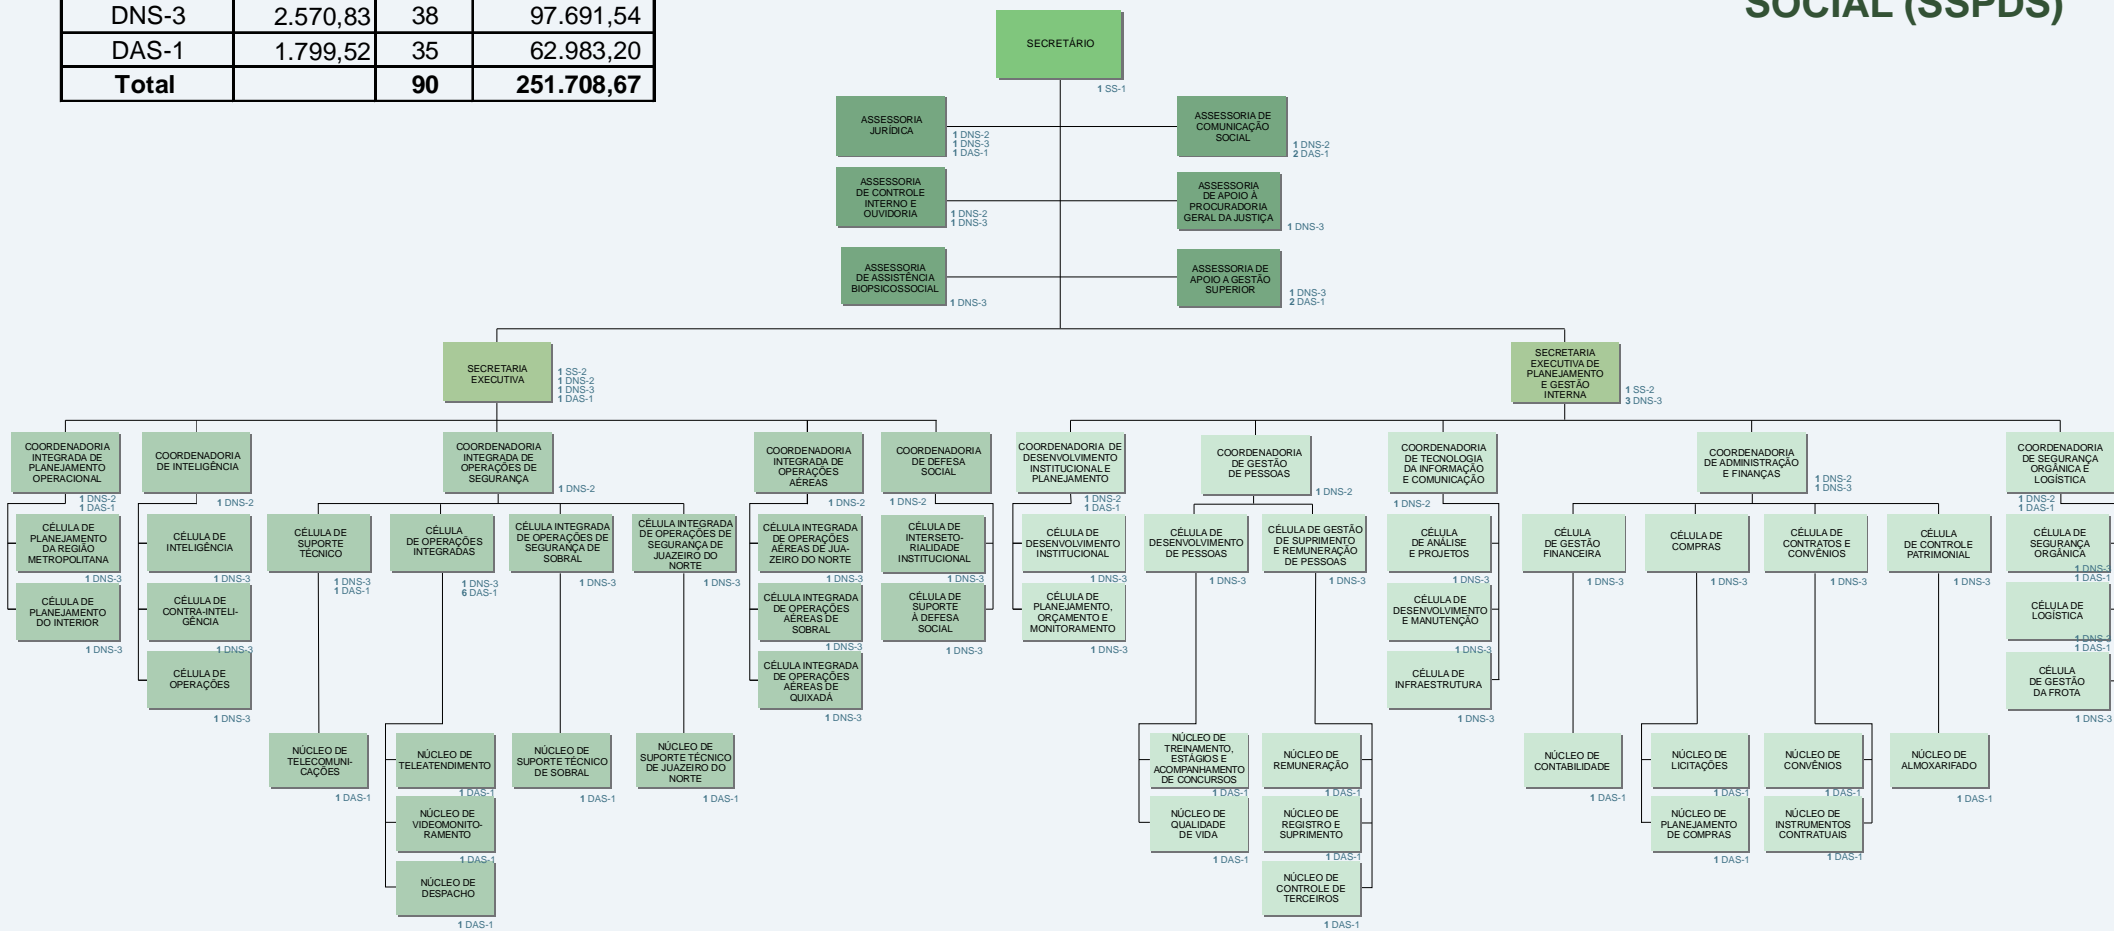 DNS-3 2.570,83 38 97.691,54
DAS-1 1.799,52 35 62.983,20
Total 90 251.708,67
SOCIAL (SSPDS)
SECRETÁRIO
1 SS-1
ASSESSORIA
JURÍDICA
1 DNS-2
1 DNS-3
1 DAS-1
ASSESSORIA DE
COMUNICAÇÃO
SOCIAL
1 DNS-2
2 DAS-1
ASSESSORIA
DE CONTROLE
INTERNO E
OUVIDORIA
1 DNS-2
1 DNS-3
ASSESSORIA
DE APOIO À
PROCURADORIA
GERAL DA JUSTIÇA
1 DNS-3
ASSESSORIA
DE ASSISTÊNCIA
BIOPSICOSSOCIAL
1 DNS-3
ASSESSORIA DE
APOIO A GESTÃO
SUPERIOR
1 DNS-3
2 DAS-1
SECRETARIA
EXECUTIVA
1 SS-2
1 DNS-2
1 DNS-3
1 DAS-1
SECRETARIA
EXECUTIVA DE
PLANEJAMENTO
E GESTÃO
INTERNA
1 SS-2
3 DNS-3
COORDENADORIA
INTEGRADA DE
PLANEJAMENTO
OPERACIONAL
1 DNS-2
1 DAS-1
COORDENADORIA
DE INTELIGÊNCIA
1 DNS-2
COORDENADORIA
INTEGRADA DE
OPERAÇÕES DE
SEGURANÇA
1 DNS-2
COORDENADORIA
INTEGRADA DE
OPERAÇÕES
AÉREAS
1 DNS-2
COORDENADORIA
DE DEFESA
SOCIAL
1 DNS-2
COORDENADORIA DE
DESENVOLVIMENTO
INSTITUCIONAL E
PLANEJAMENTO
1 DNS-2
1 DAS-1
COORDENADORIA
DE GESTÃO
DE PESSOAS
1 DNS-2
COORDENADORIA
DE TECNOLOGIA
DA INFORMAÇÃO
E COMUNICAÇÃO
1 DNS-2
COORDENADORIA
DE ADMINISTRAÇÃO
E FINANÇAS
1 DNS-2
1 DNS-3
COORDENADORIA
DE SEGURANÇA
ORGÂNICA E
LOGÍSTICA
1 DNS-2
1 DAS-1
CÉLULA DE
PLANEJAMENTO
DA REGIÃO
METROPOLITANA
1 DNS-3
CÉLULA DE
INTELIGÊNCIA
1 DNS-3
CÉLULA DE
SUPORTE
TÉCNICO
1 DNS-3
1 DAS-1
CÉLULA
DE OPERAÇÕES
INTEGRADAS
1 DNS-3
6 DAS-1
CÉLULA INTEGRADA
DE OPERAÇÕES DE
SEGURANÇA DE
SOBRAL
1 DNS-3
CÉLULA INTEGRADA
DE OPERAÇÕES DE
SEGURANÇA DE
JUAZEIRO DO
NORTE
1 DNS-3
CÉLULA INTEGRADA
DE OPERAÇÕES
AÉREAS DE JUA-
ZEIRO DO NORTE
1 DNS-3
CÉLULA DE
INTERSETO-
RIALIDADE
INSTITUCIONAL
1 DNS-3
CÉLULA DE
DESENVOLVIMENTO
INSTITUCIONAL
1 DNS-3
CÉLULA DE
DESENVOLVIMENTO
DE PESSOAS
1 DNS-3
CÉLULA DE GESTÃO
DE SUPRIMENTO
E REMUNERAÇÃO
DE PESSOAS
1 DNS-3
CÉLULA
DE ANÁLISE
E PROJETOS
1 DNS-3
CÉLULA
DE GESTÃO
FINANCEIRA
1 DNS-3
CÉLULA DE
COMPRAS
1 DNS-3
CÉLULA DE
CONTRATOS E
CONVÊNIOS
1 DNS-3
CÉLULA
DE CONTROLE
PATRIMONIAL
1 DNS-3
CÉLULA DE
SEGURANÇA
ORGÂNICA
1 DNS-3
1 DAS-1
CÉLULA DE
PLANEJAMENTO
DO INTERIOR
1 DNS-3
CÉLULA DE
CONTRA-INTELI-
GÊNCIA
1 DNS-3
CÉLULA INTEGRADA
DE OPERAÇÕES
AÉREAS DE
SOBRAL
1 DNS-3
CÉLULA DE
SUPORTE
À DEFESA
SOCIAL
1 DNS-3
CÉLULA DE
PLANEJAMENTO,
ORÇAMENTO E
MONITORAMENTO
1 DNS-3
CÉLULA DE
DESENVOLVIMENTO
E MANUTENÇÃO
1 DNS-3
CÉLULA DE
LOGÍSTICA
1 DNS-3
1 DAS-1
CÉLULA DE
OPERAÇÕES
1 DNS-3
CÉLULA INTEGRADA
DE OPERAÇÕES
AÉREAS DE
QUIXADÁ
1 DNS-3
CÉLULA DE
INFRAESTRUTURA
1 DNS-3
CÉLULA
DE GESTÃO
DA FROTA
1 DNS-3
NÚCLEO DE
TELECOMUNI-
CAÇÕES
1 DAS-1
NÚCLEO DE
TELEATENDIMENTO
1 DAS-1
NÚCLEO DE
SUPORTE TÉCNICO
DE SOBRAL
1 DAS-1
NÚCLEO DE
SUPORTE TÉCNICO
DE JUAZEIRO DO
NORTE
1 DAS-1
NÚCLEO DE
TREINAMENTO,
ESTÁGIOS E
ACOMPANHAMENTO
DE CONCURSOS
1 DAS-1
NÚCLEO DE
REMUNERAÇÃO
1 DAS-1
NÚCLEO DE
CONTABILIDADE
1 DAS-1
NÚCLEO DE
LICITAÇÕES
1 DAS-1
NÚCLEO DE
CONVÊNIOS
1 DAS-1
NÚCLEO DE
ALMOXARIFADO
1 DAS-1
NÚCLEO DE
VIDEOMONITO-
RAMENTO
1 DAS-1
NÚCLEO DE
QUALIDADE
DE VIDA
1 DAS-1
NÚCLEO DE
REGISTRO E
SUPRIMENTO
1 DAS-1
NÚCLEO DE
PLANEJAMENTO
DE COMPRAS
1 DAS-1
NÚCLEO DE
INSTRUMENTOS
CONTRATUAIS
1 DAS-1
NÚCLEO DE
DESPACHO
1 DAS-1
NÚCLEO DE
CONTROLE DE
TERCEIROS
1 DAS-1